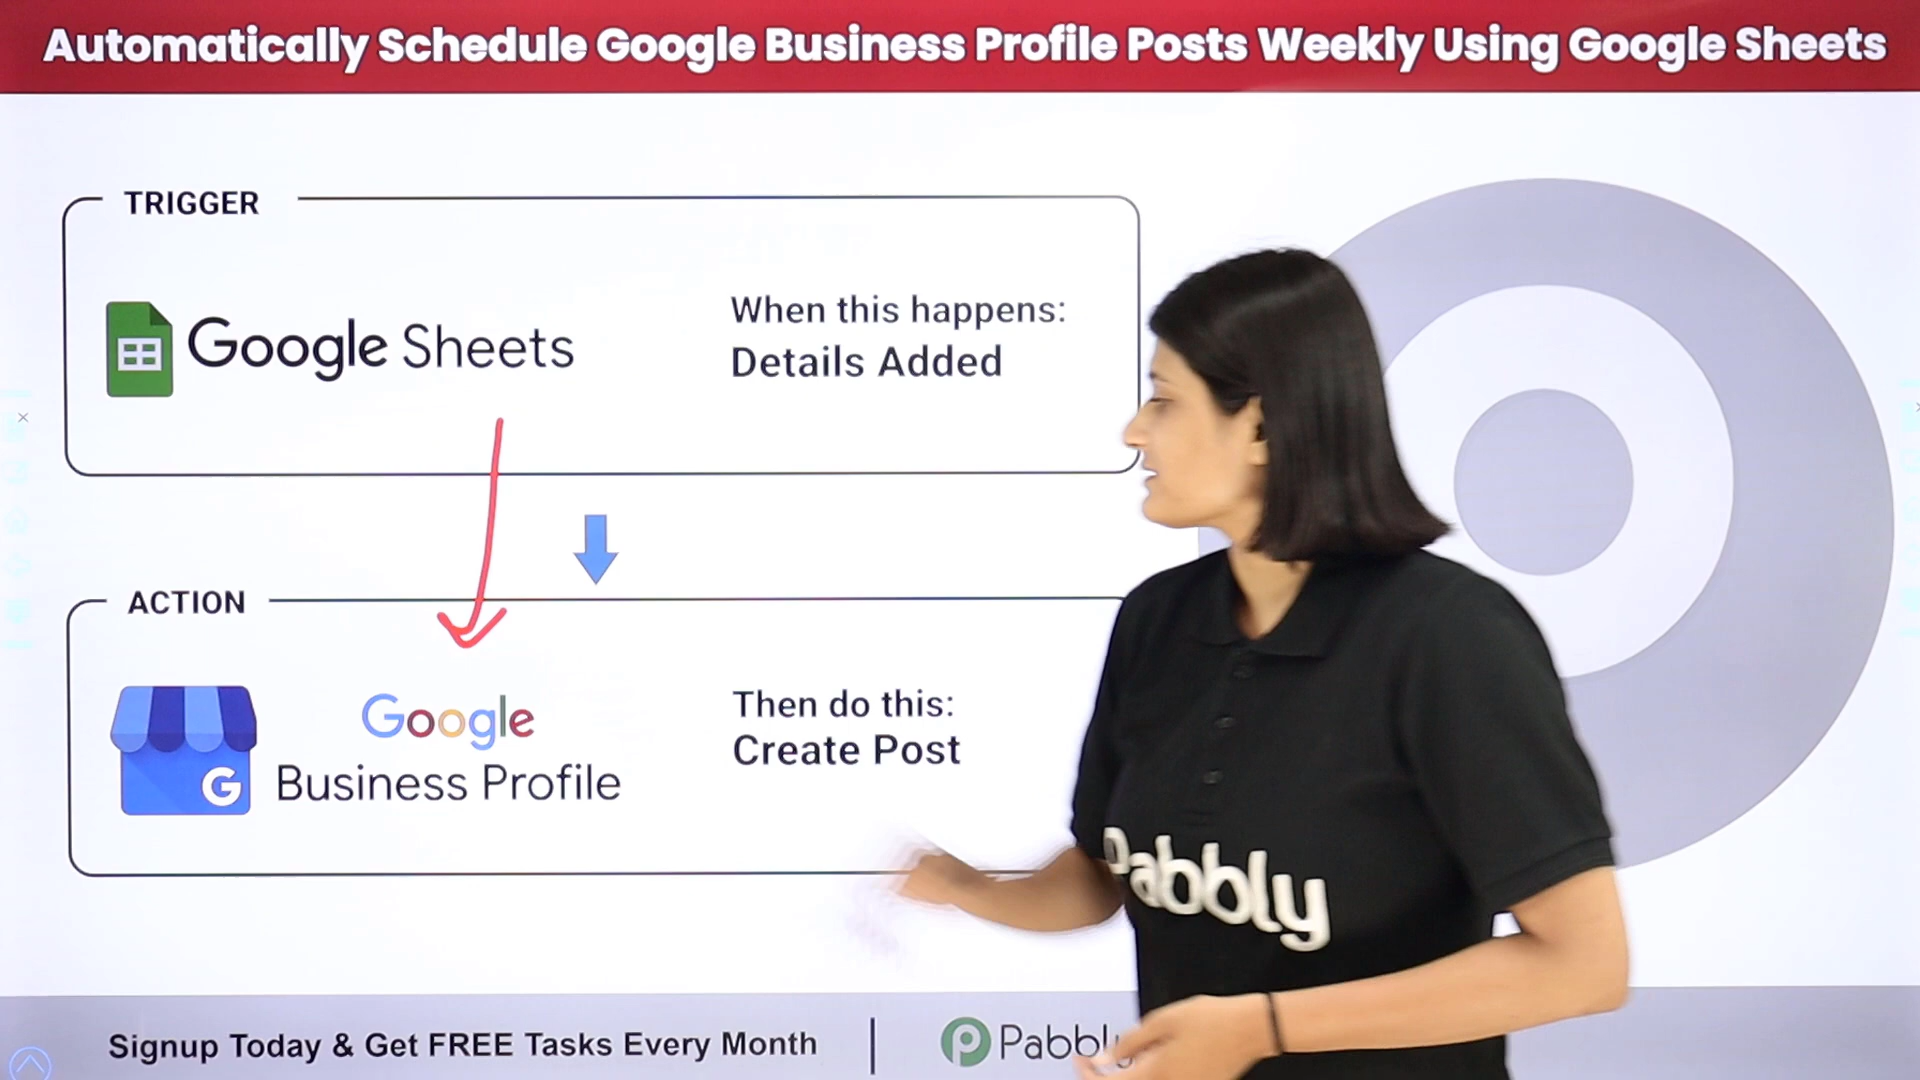 Automatically Schedule Google Business Profile Posts Weekly Using Google Sheets
TRIGGER
Google Sheets
When this happens:
Details Added
ACTION
Google
Business Profile
G
Then do this:
Create Post
Pabbly
Signup Today & Get FREE Tasks Every Month
Pabbly